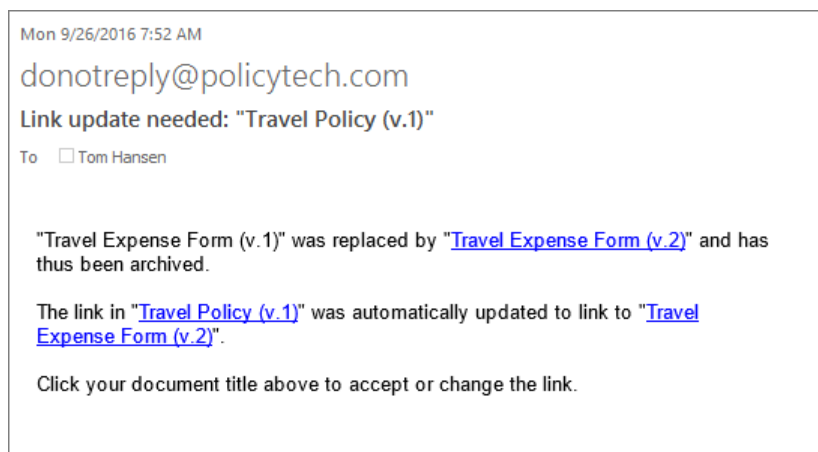 Mon 9/26/2016 7:52 AM
donotreply@policytech.com
Link update needed: "Travel Policy (v.1)"
To Tom Hansen
"Travel Expense Form (v.1)" was replaced by "Travel Expense Form (v.2)" and has
thus been archived.
The link in "Travel Policy (v.1)" was automatically updated to link to "Travel
Expense Form (v.2)".
Click your document title above to accept or change the link.